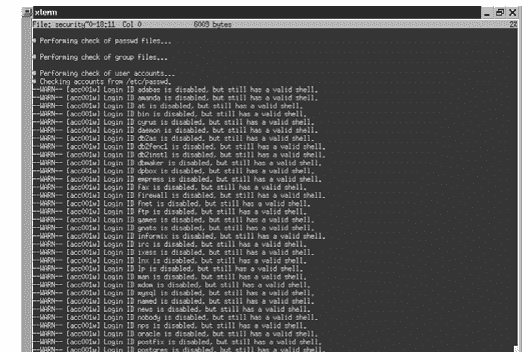 xterm
File: security~0-18:11 Col 0 6009 bytes 2%
# Performing check of passwd files...
# Performing check of group files...
# Performing check of user accounts...
# Checking accounts from /etc/passwd.
--WARN-- [acc001w] Login ID adabas is disabled, but still has a valid shell.
--WARN-- [acc001w] Login ID amanda is disabled, but still has a valid shell.
--WARN-- [acc001w] Login ID at is disabled, but still has a valid shell.
--WARN-- [acc001w] Login ID bin is disabled, but still has a valid shell.
--WARN-- [acc001w] Login ID cyrus is disabled, but still has a valid shell.
--WARN-- [acc001w] Login ID daemon is disabled, but still has a valid shell.
--WARN-- [acc001w] Login ID db2as is disabled, but still has a valid shell.
--WARN-- [acc001w] Login ID db2fenc1 is disabled, but still has a valid shell.
--WARN-- [acc001w] Login ID db2inst1 is disabled, but still has a valid shell.
--WARN-- [acc001w] Login ID dbmaker is disabled, but still has a valid shell.
--WARN-- [acc001w] Login ID dpbox is disabled, but still has a valid shell.
--WARN-- [acc001w] Login ID empress is disabled, but still has a valid shell.
--WARN-- [acc001w] Login ID fax is disabled, but still has a valid shell.
--WARN-- [acc001w] Login ID firewall is disabled, but still has a valid shell.
--WARN-- [acc001w] Login ID fnet is disabled, but still has a valid shell.
--WARN-- [acc001w] Login ID ftp is disabled, but still has a valid shell.
--WARN-- [acc001w] Login ID games is disabled, but still has a valid shell.
--WARN-- [acc001w] Login ID gnats is disabled, but still has a valid shell.
--WARN-- [acc001w] Login ID informix is disabled, but still has a valid shell.
--WARN-- [acc001w] Login ID irc is disabled, but still has a valid shell.
--WARN-- [acc001w] Login ID ixess is disabled, but still has a valid shell.
--WARN-- [acc001w] Login ID lnx is disabled, but still has a valid shell.
--WARN-- [acc001w] Login ID lp is disabled, but still has a valid shell.
--WARN-- [acc001w] Login ID man is disabled, but still has a valid shell.
--WARN-- [acc001w] Login ID mdom is disabled, but still has a valid shell.
--WARN-- [acc001w] Login ID mysql is disabled, but still has a valid shell.
--WARN-- [acc001w] Login ID named is disabled, but still has a valid shell.
--WARN-- [acc001w] Login ID news is disabled, but still has a valid shell.
--WARN-- [acc001w] Login ID nobody is disabled, but still has a valid shell.
--WARN-- [acc001w] Login ID nps is disabled, but still has a valid shell.
--WARN-- [acc001w] Login ID oracle is disabled, but still has a valid shell.
--WARN-- [acc001w] Login ID postfix is disabled, but still has a valid shell.
--WARN-- [acc001w] Login ID postgres is disabled, but still has a valid shell.